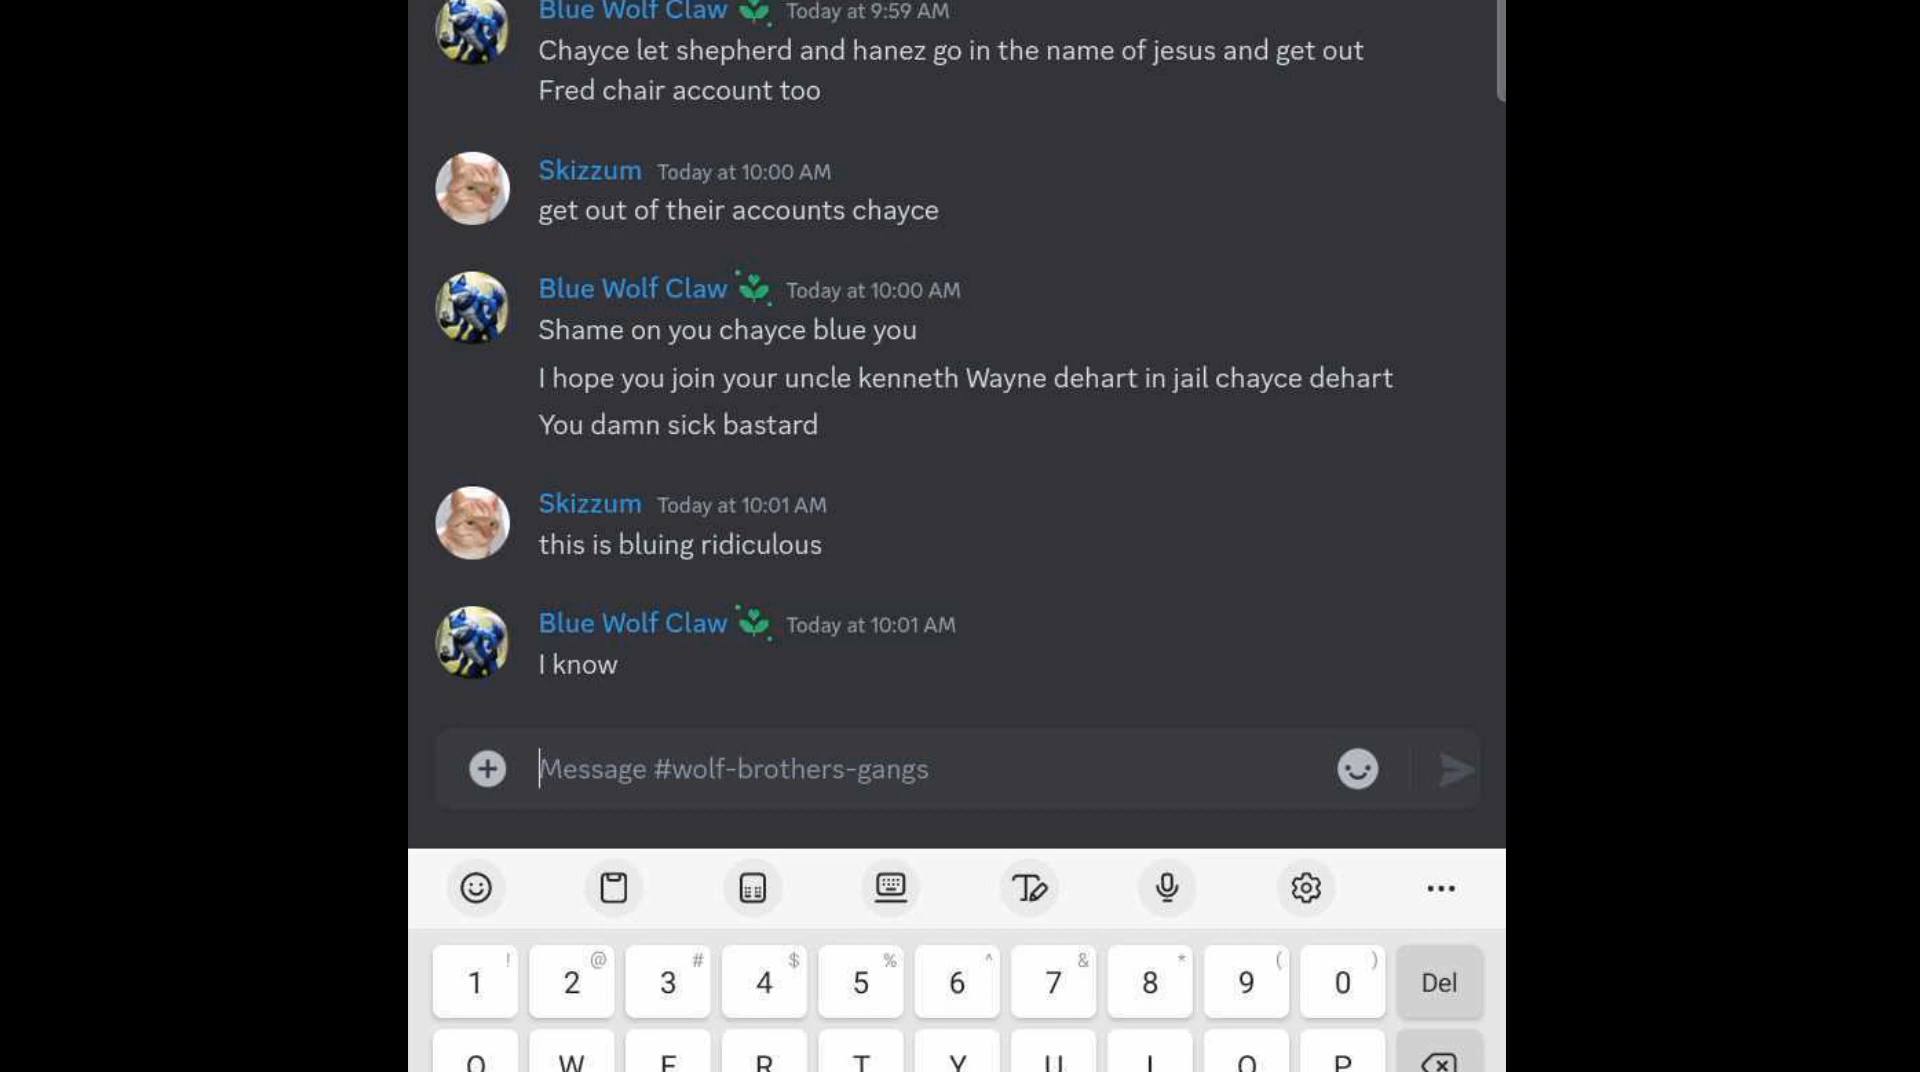 Blue Wolf Claw Today at 9:59 AM
Chayce let shepherd and hanez go in the name of jesus and get out
Fred chair account too
Skizzum Today at 10:00 AM
get out of their accounts chayce
Blue Wolf Claw Today at 10:00 AM
Shame on you chayce blue you
I hope you join your uncle kenneth Wayne dehart in jail chayce dehart
You damn sick bastard
Skizzum Today at 10:01 AM
this is bluing ridiculous
Blue Wolf Claw Today at 10:01 AM
I know
Message #wolf-brothers-gangs
! @ # $ % ^ & * ( )
1 2 3 4 5 6 7 8 9 0 Del
Q W E R T Y U I O P